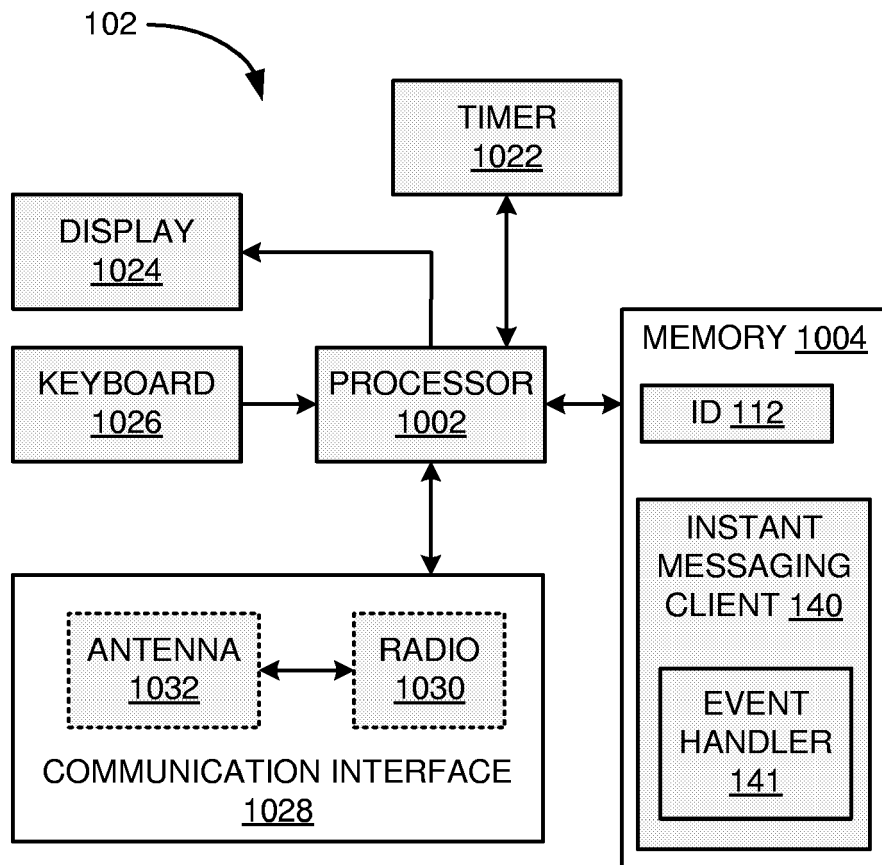 102
TIMER
1022
DISPLAY
1024
MEMORY 1004
KEYBOARD
1026
PROCESSOR
1002
ID 112
INSTANT
MESSAGING
CLIENT 140
ANTENNA
1032
RADIO
1030
EVENT
HANDLER
141
COMMUNICATION INTERFACE
1028